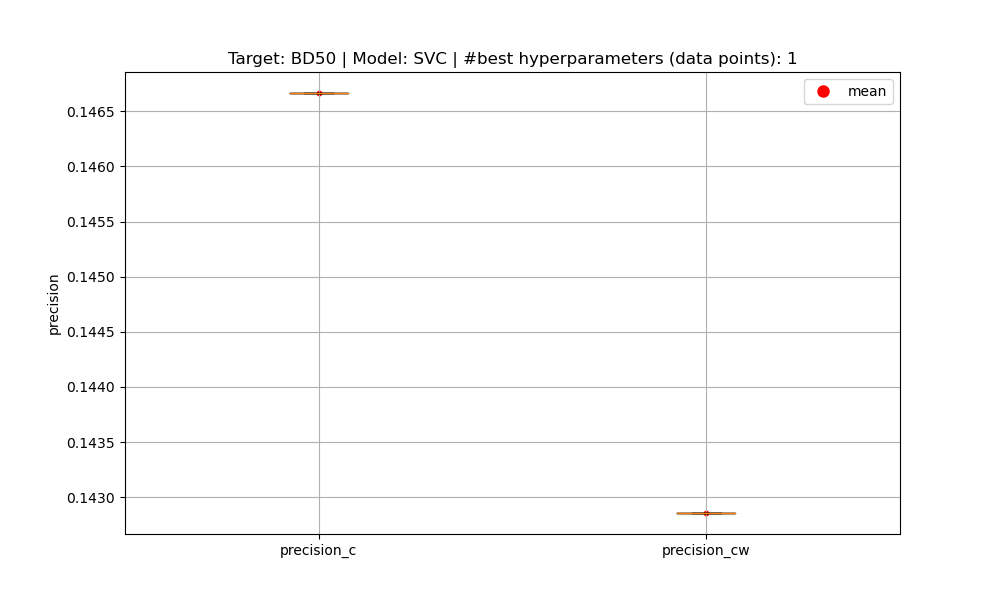 Target: BD50 | Model: SVC | #best hyperparameters (data points): 1
mean
0.1465
0.1460
0.1455
0.1450
0.1445
0.1440
0.1435
0.1430
precision
precision_c
precision_cw